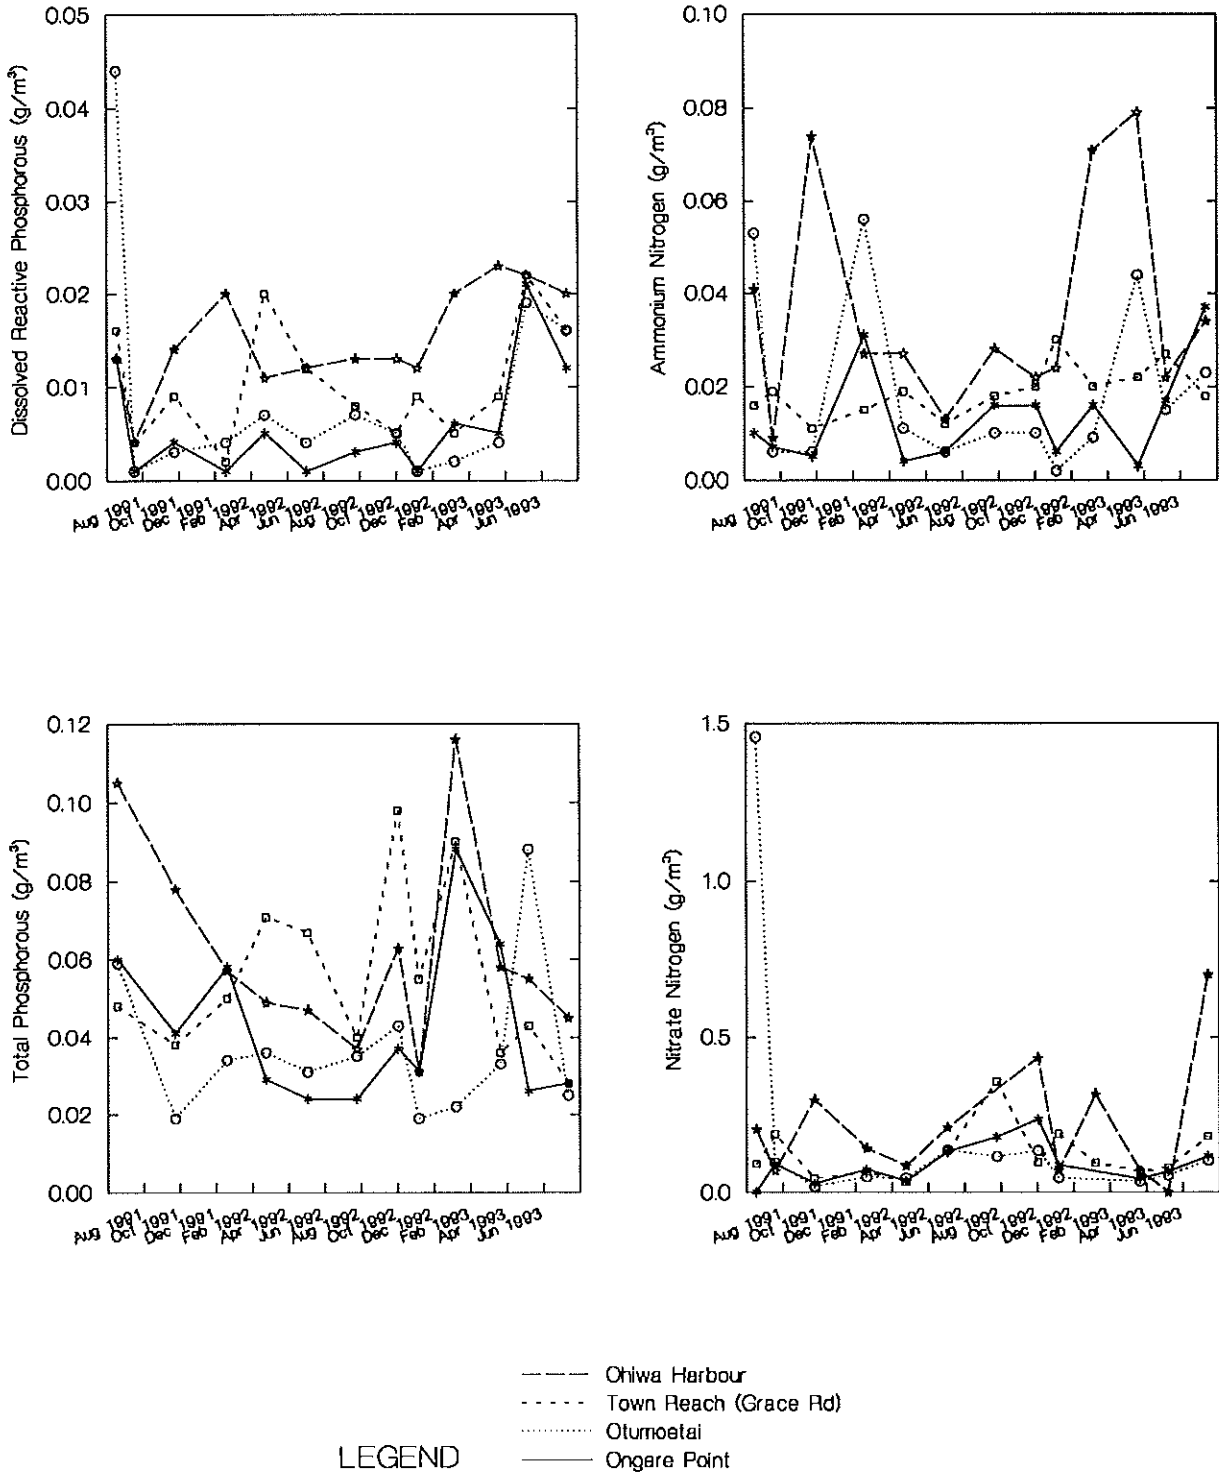 Dissolved Reactive Phosphorous (g/m³)
0.05
0.04
0.03
0.02
0.01
0.00
Aug 1991
Oct 1991
Dec 1991
Feb 1992
Apr 1992
Jun 1992
Aug 1992
Oct 1992
Dec 1992
Feb 1993
Apr 1993
Jun 1993
Ammonium Nitrogen (g/m³)
0.10
0.08
0.06
0.04
0.02
0.00
Aug 1991
Oct 1991
Dec 1991
Feb 1992
Apr 1992
Jun 1992
Aug 1992
Oct 1992
Dec 1992
Feb 1993
Apr 1993
Jun 1993
Total Phosphorous (g/m³)
0.12
0.10
0.08
0.06
0.04
0.02
0.00
Aug 1991
Oct 1991
Dec 1991
Feb 1992
Apr 1992
Jun 1992
Aug 1992
Oct 1992
Dec 1992
Feb 1993
Apr 1993
Jun 1993
Nitrate Nitrogen (g/m³)
1.5
1.0
0.5
0.0
Aug 1991
Oct 1991
Dec 1991
Feb 1992
Apr 1992
Jun 1992
Aug 1992
Oct 1992
Dec 1992
Feb 1993
Apr 1993
Jun 1993
LEGEND
Ohiwa Harbour
Town Reach (Grace Rd)
Otumoetai
Ongare Point